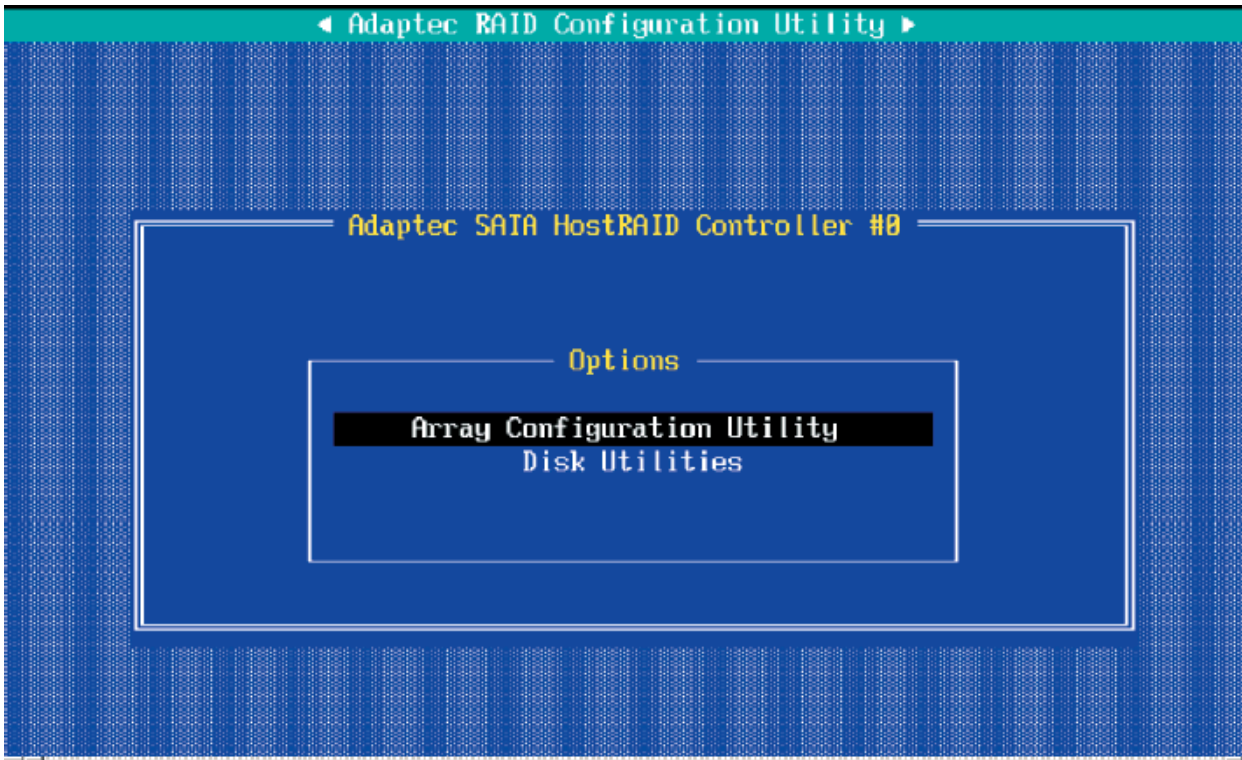 Adaptec RAID Configuration Utility
Adaptec SATA HostRAID Controller #0
Options
Array Configuration Utility
Disk Utilities